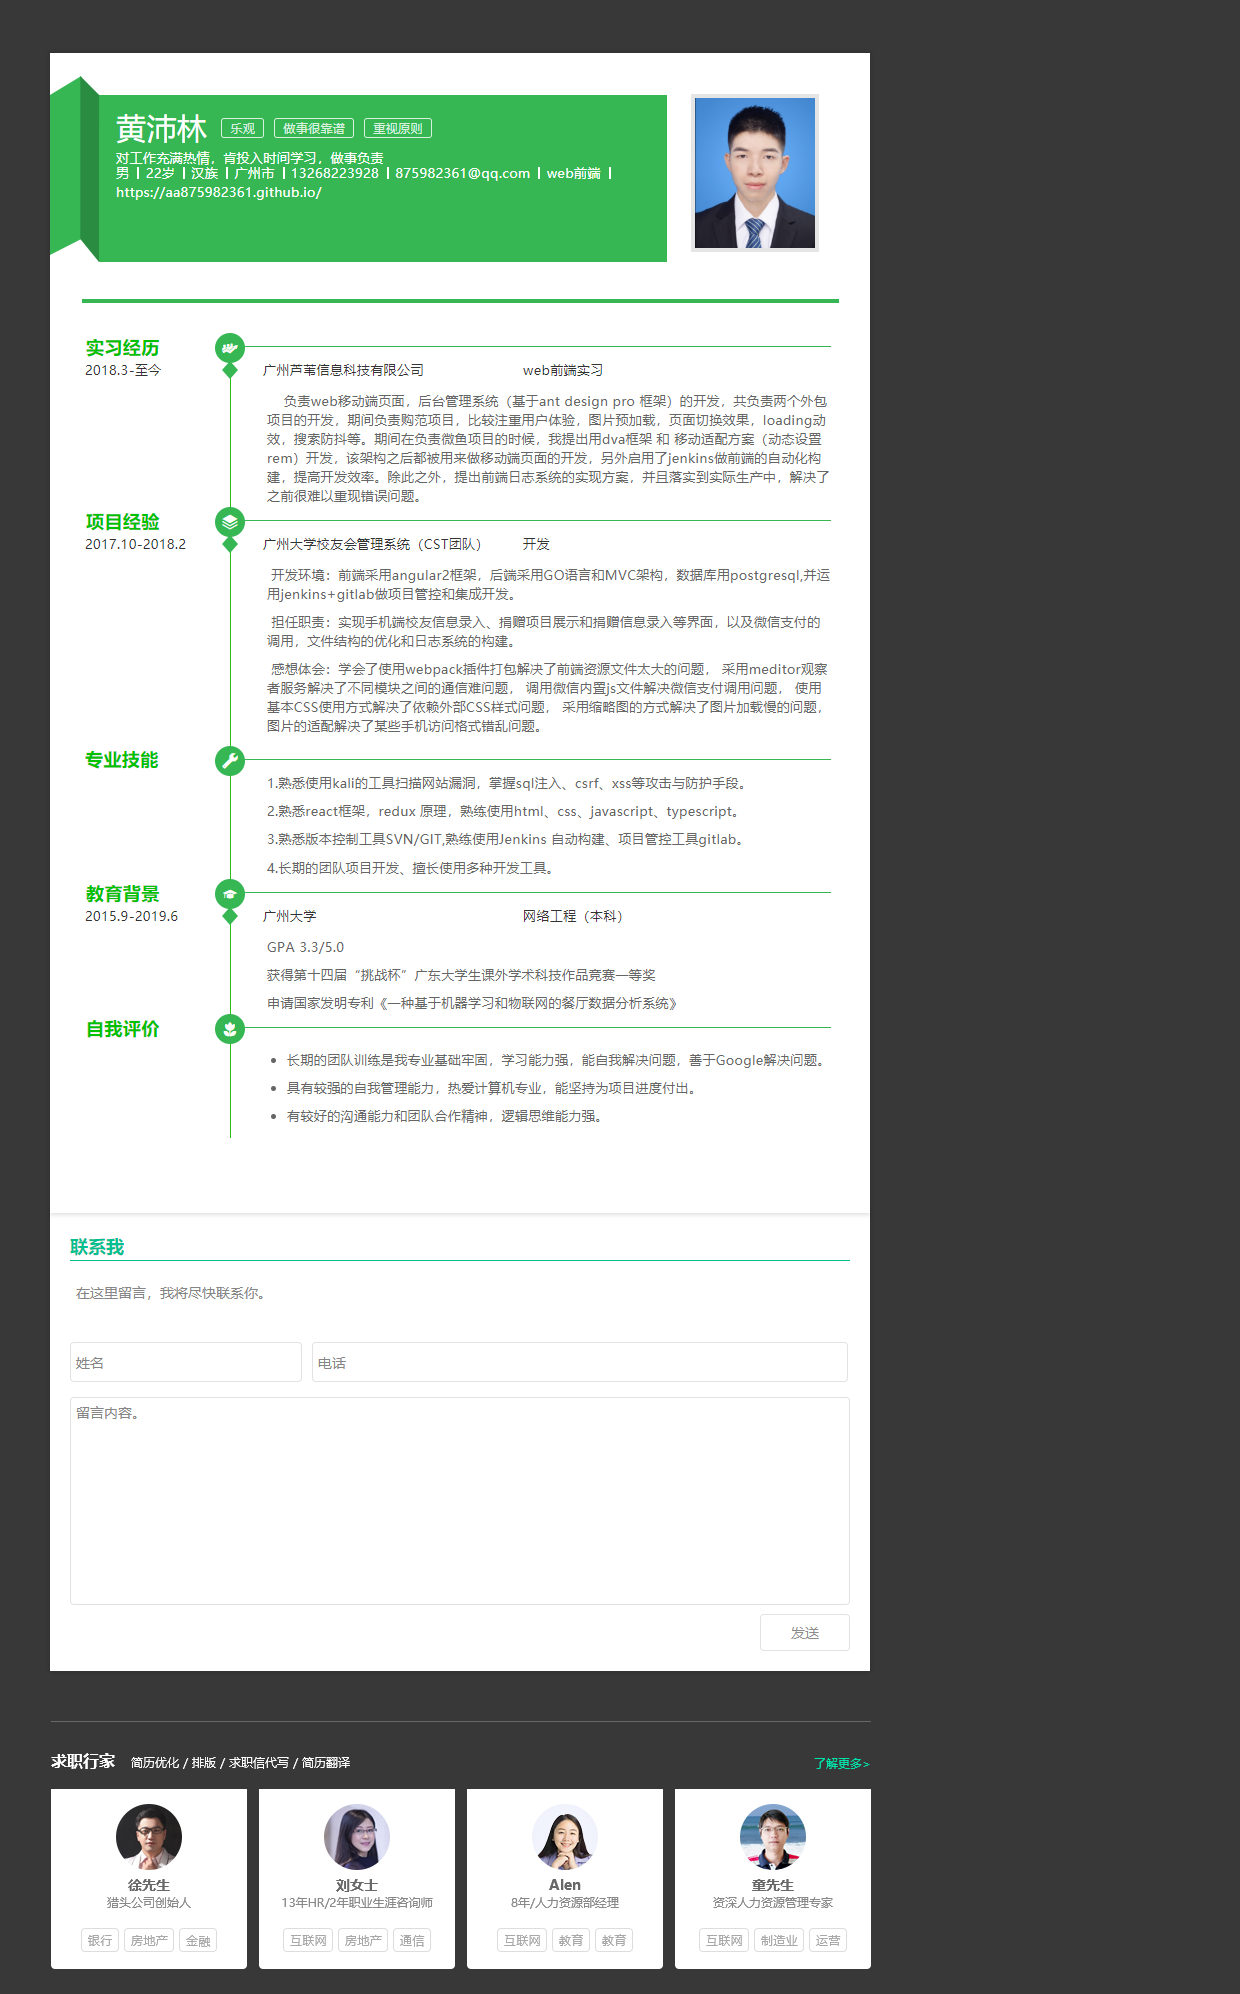 黄沛林 乐观 做事很靠谱 重视原则
对工作充满热情，肯投入时间学习，做事负责
男 | 22岁 | 汉族 | 广州市 | 13268223928 | 875982361@qq.com | web前端 |
https://aa875982361.github.io/
实习经历
2018.3-至今 广州芦苇信息科技有限公司 web前端实习
负责web移动端页面，后台管理系统（基于ant design pro 框架）的开发，共负责两个外包
项目的开发，期间负责购范项目，比较注重用户体验，图片预加载，页面切换效果，loading动
效，搜索防抖等。期间在负责微鱼项目的时候，我提出用dva框架 和 移动适配方案（动态设置
rem）开发，该架构之后都被用来做移动端页面的开发，另外启用了jenkins做前端的自动化构
建，提高开发效率。除此之外，提出前端日志系统的实现方案，并且落实到实际生产中，解决了
之前很难以重现错误问题。
项目经验
2017.10-2018.2 广州大学校友会管理系统（CST团队） 开发
开发环境：前端采用angular2框架，后端采用GO语言和MVC架构，数据库用postgresql,并运
用jenkins+gitlab做项目管控和集成开发。
担任职责：实现手机端校友信息录入、捐赠项目展示和捐赠信息录入等界面，以及微信支付的
调用，文件结构的优化和日志系统的构建。
感想体会：学会了使用webpack插件打包解决了前端资源文件太大的问题， 采用meditor观察
者服务解决了不同模块之间的通信难问题， 调用微信内置js文件解决微信支付调用问题， 使用
基本CSS使用方式解决了依赖外部CSS样式问题， 采用缩略图的方式解决了图片加载慢的问题，
图片的适配解决了某些手机访问格式错乱问题。
专业技能
1.熟悉使用kali的工具扫描网站漏洞，掌握sql注入、csrf、xss等攻击与防护手段。
2.熟悉react框架，redux 原理，熟练使用html、css、javascript、typescript。
3.熟悉版本控制工具SVN/GIT,熟练使用Jenkins 自动构建、项目管控工具gitlab。
4.长期的团队项目开发、擅长使用多种开发工具。
教育背景
2015.9-2019.6 广州大学 网络工程（本科）
GPA 3.3/5.0
获得第十四届“挑战杯”广东大学生课外学术科技作品竞赛一等奖
申请国家发明专利《一种基于机器学习和物联网的餐厅数据分析系统》
自我评价
• 长期的团队训练是我专业基础牢固，学习能力强，能自我解决问题，善于Google解决问题。
• 具有较强的自我管理能力，热爱计算机专业，能坚持为项目进度付出。
• 有较好的沟通能力和团队合作精神，逻辑思维能力强。
联系我
在这里留言，我将尽快联系你。
姓名 电话
留言内容。
发送
求职行家 简历优化 / 排版 / 求职信代写 / 简历翻译 了解更多>
徐先生 刘女士 Alen 童先生
猎头公司创始人 13年HR/2年职业生涯咨询师 8年/人力资源部经理 资深人力资源管理专家
银行 房地产 金融 互联网 房地产 通信 互联网 教育 教育 互联网 制造业 运营